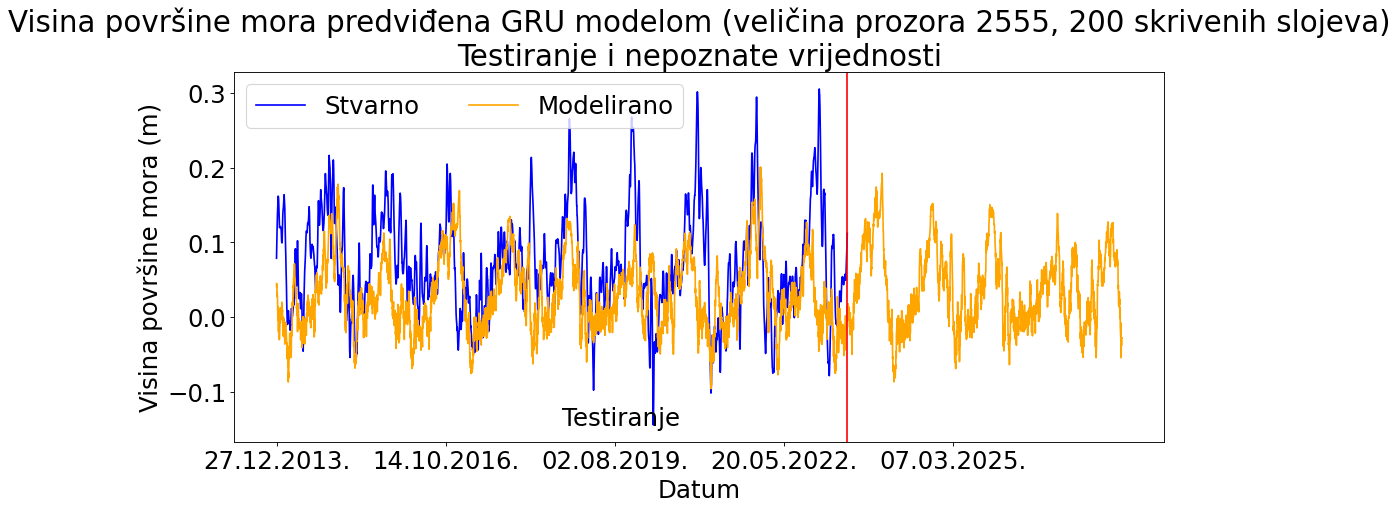 Visina površine mora predviđena GRU modelom (veličina prozora 2555, 200 skrivenih slojeva)
Testiranje i nepoznate vrijednosti
Stvarno Modelirano
Visina površine mora (m)
0.3
0.2
0.1
0.0
−0.1
Testiranje
27.12.2013. 14.10.2016. 02.08.2019. 20.05.2022. 07.03.2025.
Datum